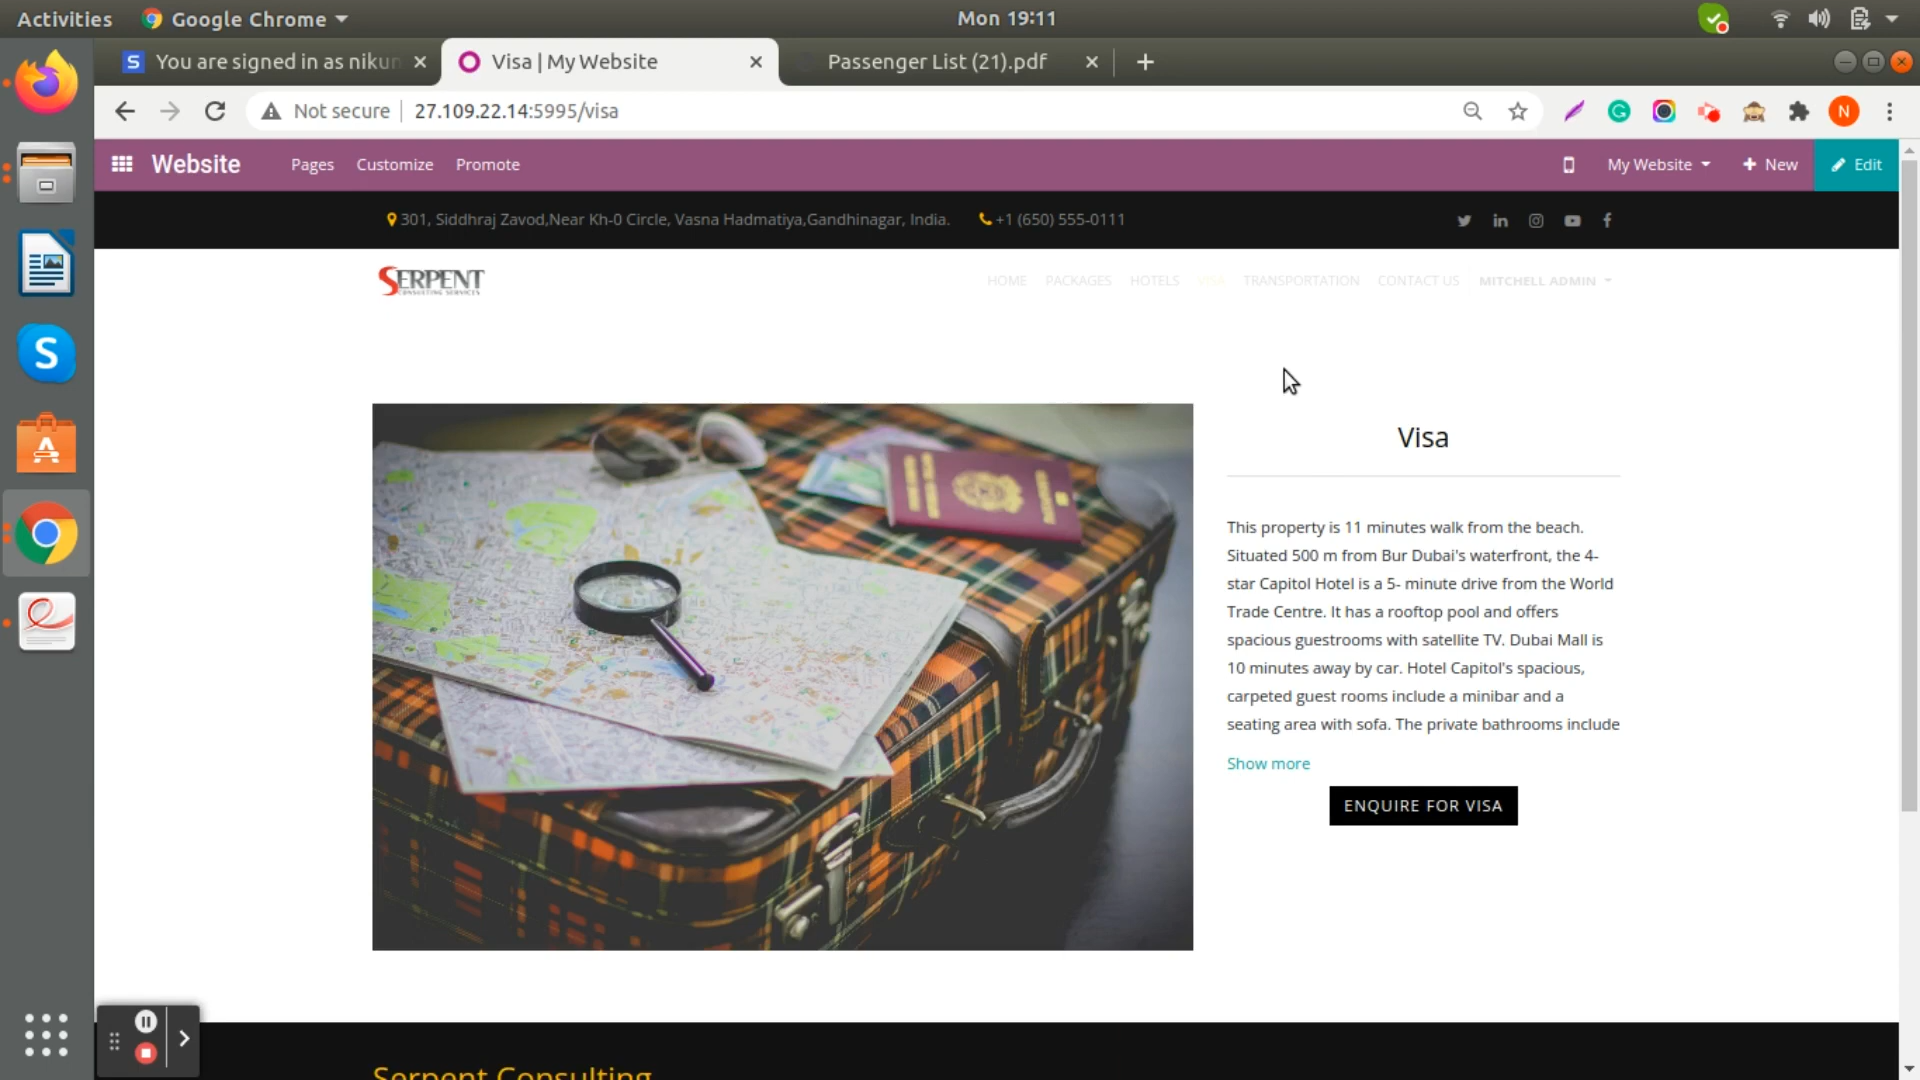 Activities
Google Chrome
Mon 19:11
You are signed in as nikun
Visa | My Website
Passenger List (21).pdf
Not secure
27.109.22.14:5995/visa
N
Website
Pages
Customize
Promote
My Website
New
Edit
301, Siddhraj Zavod,Near Kh-0 Circle, Vasna Hadmatiya,Gandhinagar, India.
+1 (650) 555-0111
SERPENT
CONSULTING SERVICES
HOME
PACKAGES
HOTELS
VISA
TRANSPORTATION
CONTACT US
MITCHELL ADMIN
Visa
This property is 11 minutes walk from the beach.
Situated 500 m from Bur Dubai's waterfront, the 4-
star Capitol Hotel is a 5- minute drive from the World
Trade Centre. It has a rooftop pool and offers
spacious guestrooms with satellite TV. Dubai Mall is
10 minutes away by car. Hotel Capitol's spacious,
carpeted guest rooms include a minibar and a
seating area with sofa. The private bathrooms include
Show more
ENQUIRE FOR VISA
Serpent Consulting